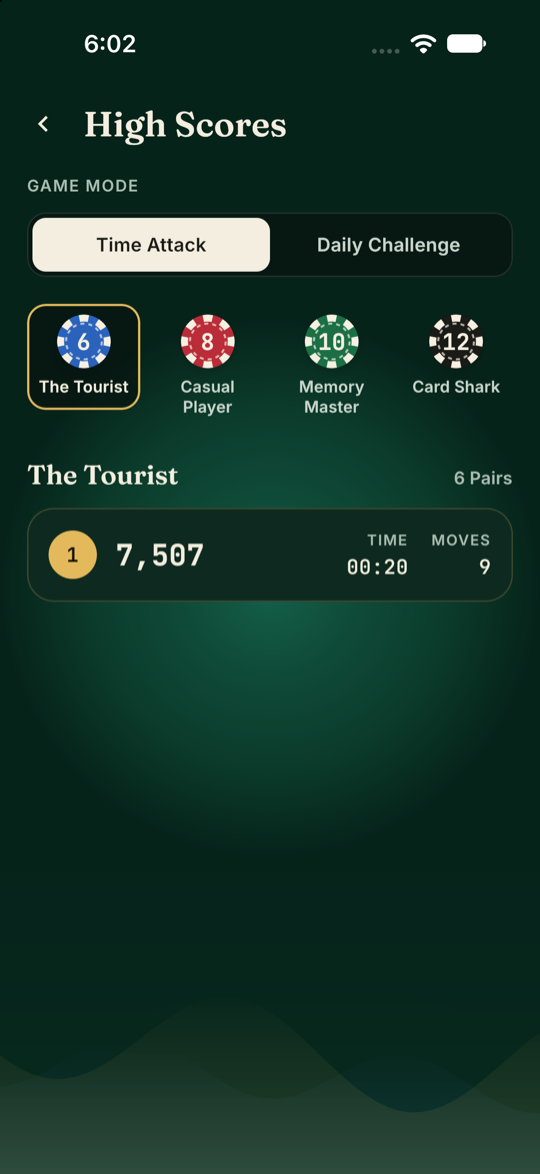 6:02
High Scores
GAME MODE
Time Attack
Daily Challenge
6
The Tourist
8
Casual
Player
10
Memory
Master
12
Card Shark
The Tourist
6 Pairs
1
7,507
TIME
00:20
MOVES
9